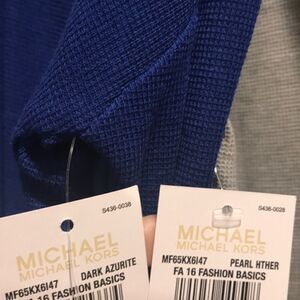 S436-0038
MICHAEL
MICHAEL KORS
MF65KX6I47
DARK AZURITE
16 FASHION BASICS
S436-0028
MICHAEL
MICHAEL KORS
MF65KX6I47
PEARL HTHER
FA 16 FASHION BASICS